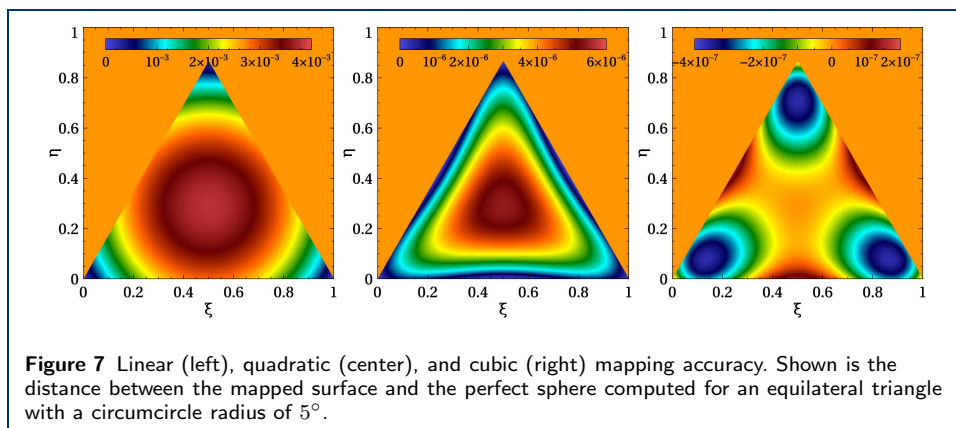 1
0.8
0.6
0.4
0.2
0
η
0 10⁻³ 2×10⁻³ 3×10⁻³ 4×10⁻³
0 0.2 0.4 0.6 0.8 1
ξ
1
0.8
0.6
0.4
0.2
0
η
0 10⁻⁶ 2×10⁻⁶ 4×10⁻⁶ 6×10⁻⁶
0 0.2 0.4 0.6 0.8 1
ξ
1
0.8
0.6
0.4
0.2
0
η
−4×10⁻⁷ −2×10⁻⁷ 0 10⁻⁷ 2×10⁻⁷
0 0.2 0.4 0.6 0.8 1
ξ
Figure 7 Linear (left), quadratic (center), and cubic (right) mapping accuracy. Shown is the
distance between the mapped surface and the perfect sphere computed for an equilateral triangle
with a circumcircle radius of 5°.